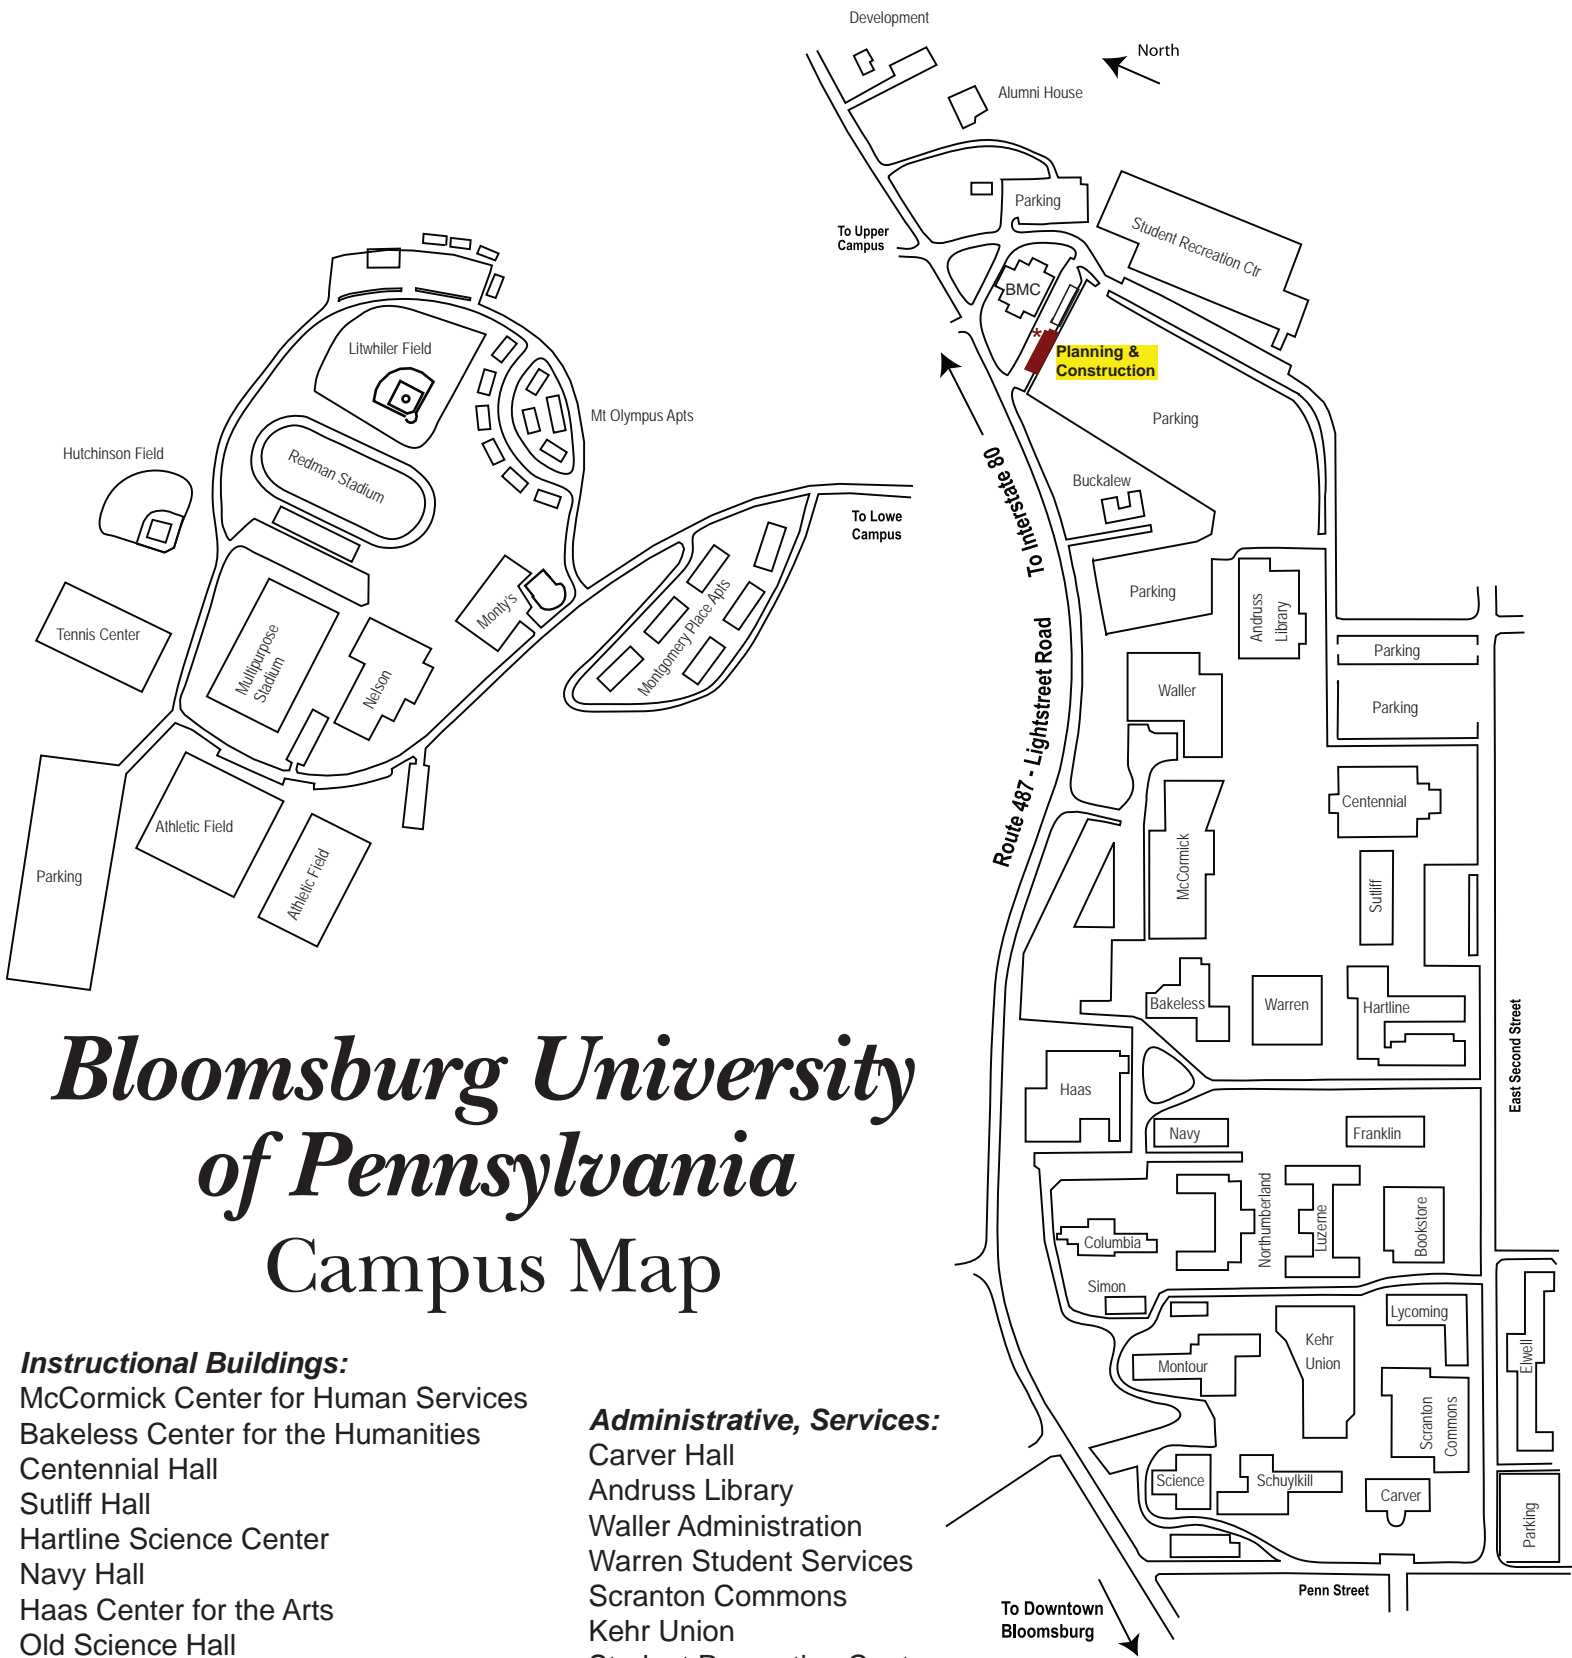 Development
North
Alumni House
Parking
Student Recreation Ctr
To Upper
Campus
BMC
*
Planning &
Construction
Litwhiler Field
Parking
Mt Olympus Apts
Hutchinson Field
Redman Stadium
To Interstate 80
Buckalew
To Lowe
Campus
Parking
Andruss
Library
Monty's
Montgomery Place Apts
Tennis Center
Mullipurpose
Stadium
Nelson
Route 487 - Lightstreet Road
Waller
Parking
Parking
Centennial
Athletic Field
Athletic Field
Parking
McCormick
Sutliff
Bakeless
Warren
Hartline
East Second Street
Bloomsburg University
of Pennsylvania
Campus Map
Haas
Navy
Franklin
Northumberland
Luzerne
Bookstore
Columbia
Simon
Lycoming
Kehr
Union
Montour
Elwell
Scranton
Commons
Science
Schuylkill
Carver
Parking
Penn Street
To Downtown
Bloomsburg
Instructional Buildings:
McCormick Center for Human Services
Bakeless Center for the Humanities
Centennial Hall
Sutliff Hall
Hartline Science Center
Navy Hall
Haas Center for the Arts
Old Science Hall
Administrative, Services:
Carver Hall
Andruss Library
Waller Administration
Warren Student Services
Scranton Commons
Kehr Union
Student Recreation Cent